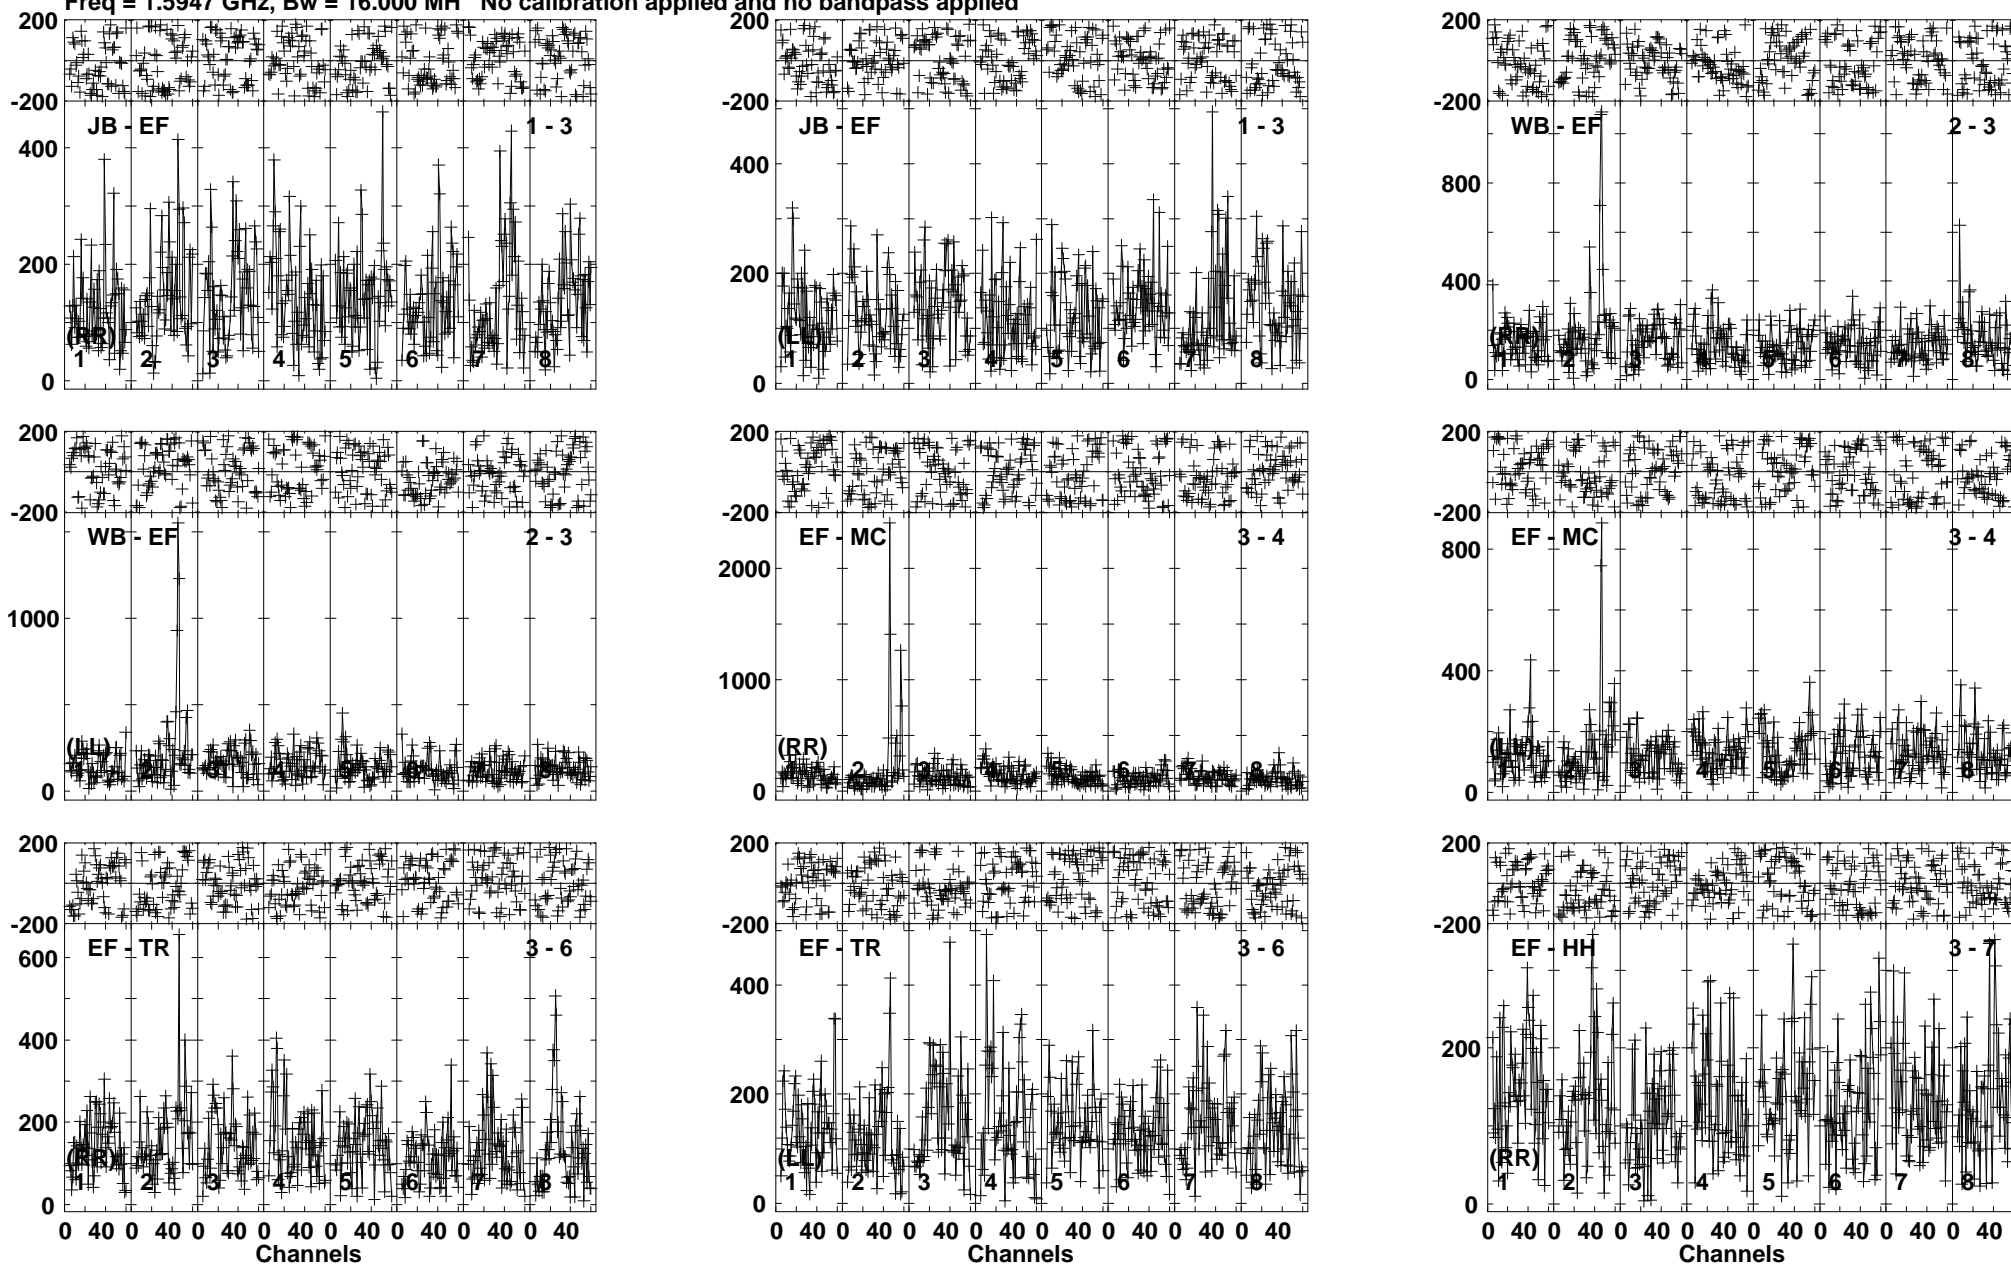 Freq = 1.5947 GHz, Bw = 16.000 MH No calibration applied and no bandpass applied
200 200 200
-200 -200 -200
JB - EF 1 - 3 JB - EF 1 - 3 WB - EF 2 - 3
400 400 800
200 200 400
(RR) (LL) (RR)
1 2 3 4 5 6 7 8 1 2 3 4 5 6 7 8 1 2 3 4 5 6 7 8
0 0 0
200 200 200
-200 -200 -200
WB - EF 2 - 3 EF - MC 3 - 4 EF - MC 3 - 4
1000 2000 800
1000 400
(LL) (RR) (LL)
1 2 3 4 5 6 7 8 1 2 3 4 5 6 7 8 1 2 3 4 5 6 7 8
0 0 0
200 200 200
-200 -200 -200
EF - TR 3 - 6 EF - TR 3 - 6 EF - HH 3 - 7
600 400 200
400 200
200
(RR) (LL) (RR)
1 2 3 4 5 6 7 8 1 2 3 4 5 6 7 8 1 2 3 4 5 6 7 8
0 0 0
0 40 0 40 0 40 0 40 0 40 0 40 0 40 0 40 0 40 0 40 0 40 0 40 0 40 0 40 0 40 0 40 0 40 0 40 0 40 0 40 0 40 0 40 0 40 0 40
Channels Channels Channels